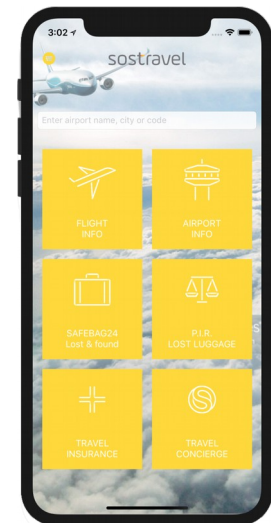 3:02
sostravel
Enter airport name, city or code
FLIGHT
INFO
AIRPORT
INFO
SAFEBAG24
Lost & found
P.I.R.
LOST LUGGAGE
TRAVEL
INSURANCE
TRAVEL
CONCIERGE